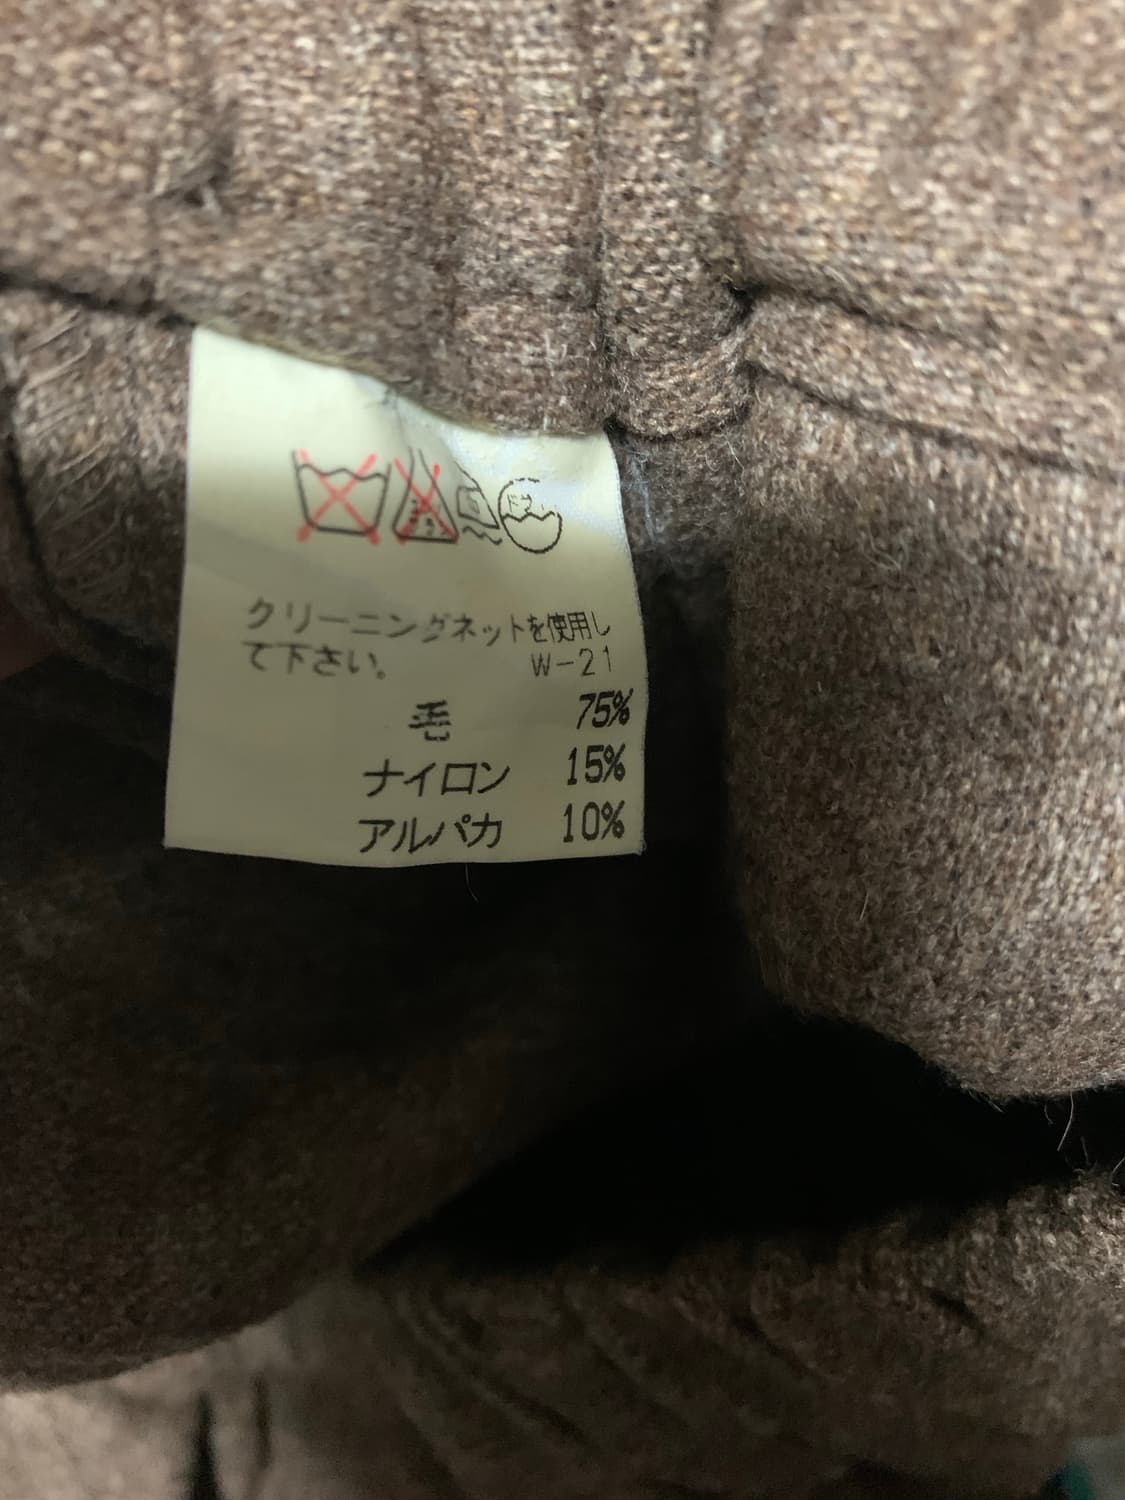 クリーニングネットを使用し
て下さい。 W-21
毛 75%
ナイロン 15%
アルパカ 10%